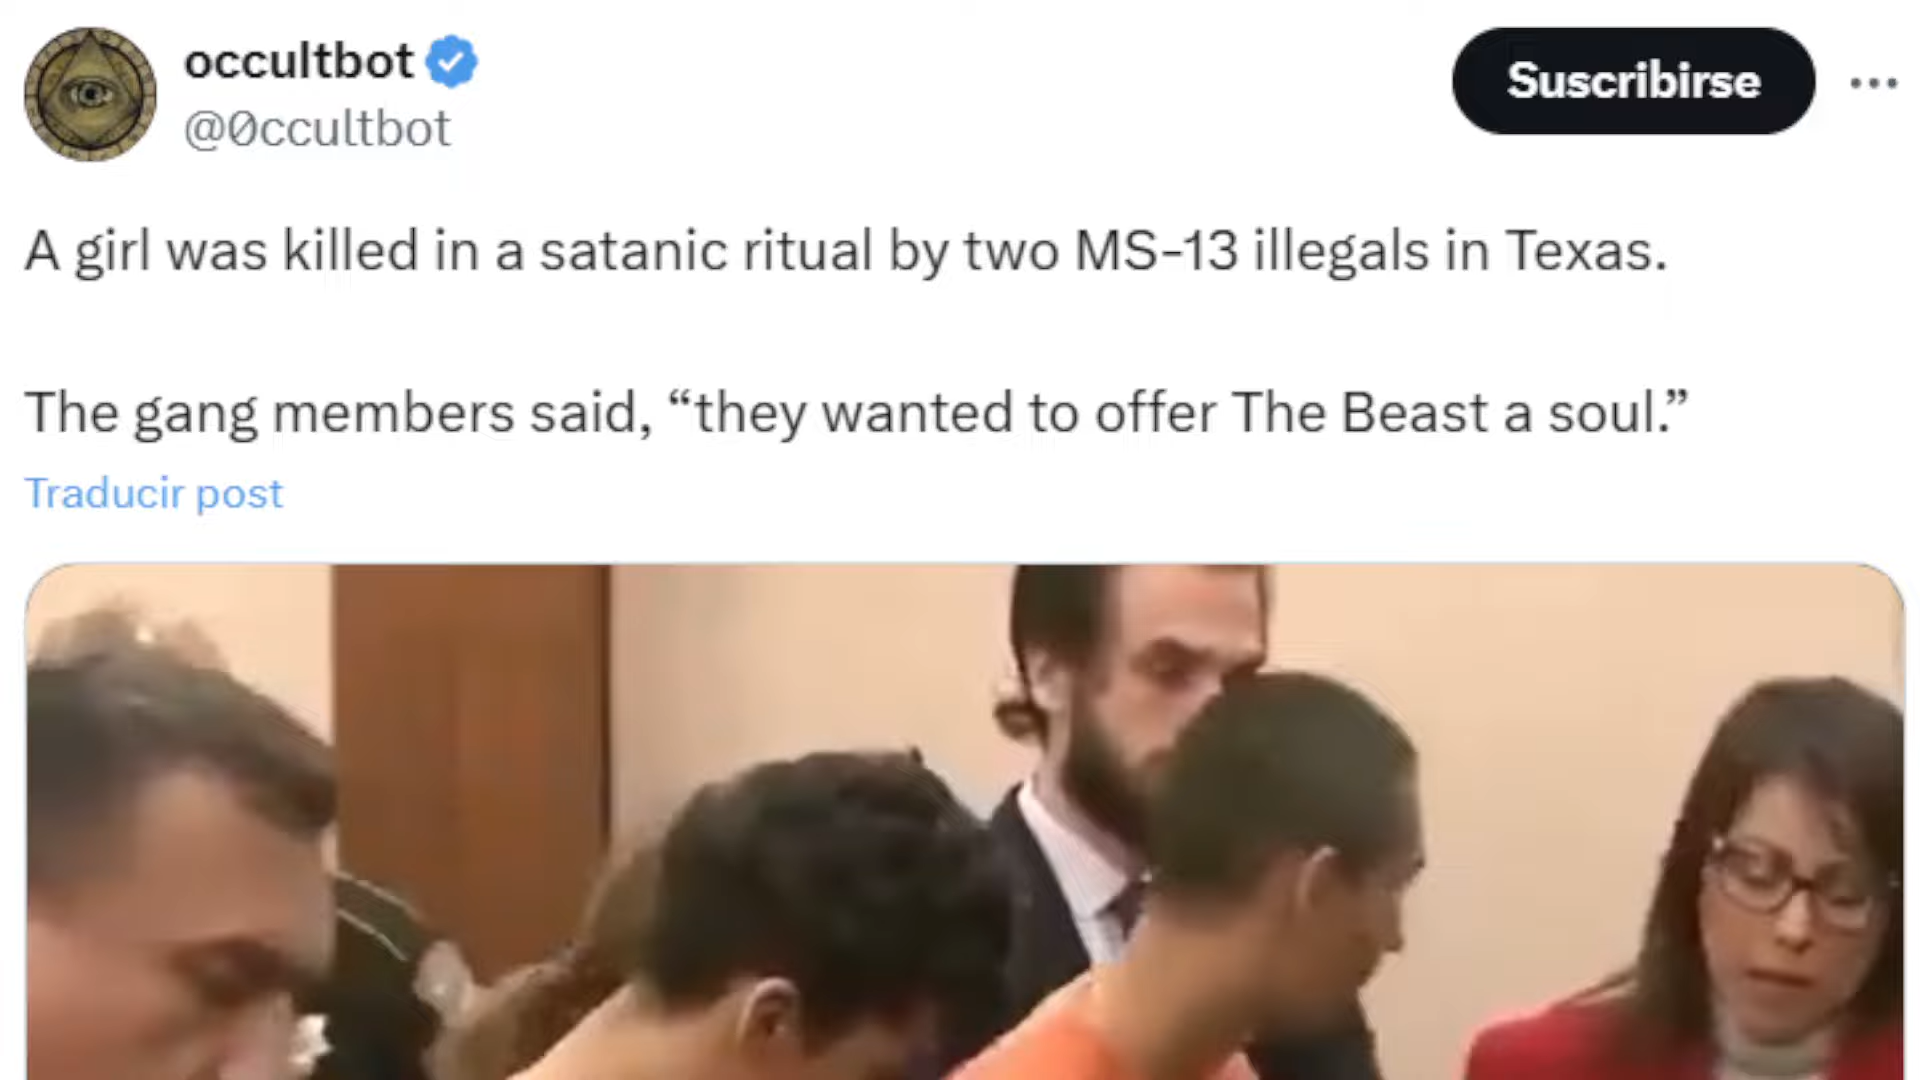 occultbot
@0ccultbot
Suscribirse
A girl was killed in a satanic ritual by two MS-13 illegals in Texas.
The gang members said, “they wanted to offer The Beast a soul.”
Traducir post